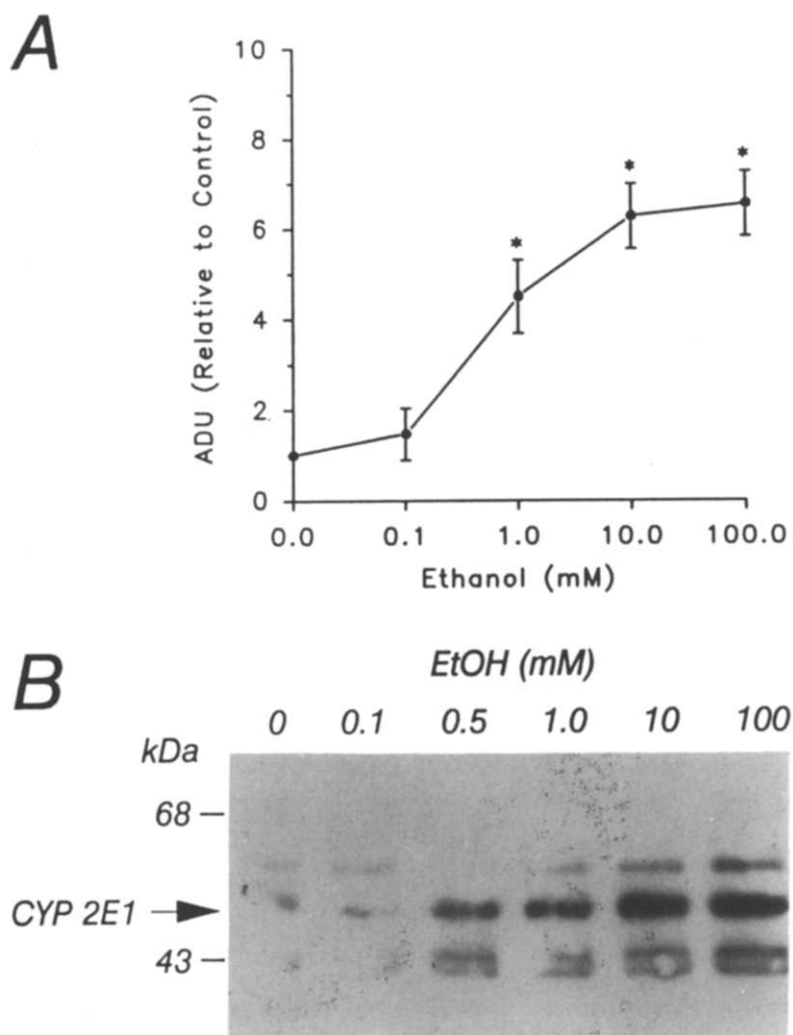 A
10
8
6
4
2
0
ADU (Relative to Control)
* * *
0.0 0.1 1.0 10.0 100.0
Ethanol (mM)
B
EtOH (mM)
0 0.1 0.5 1.0 10 100
kDa
68
CYP 2E1
43